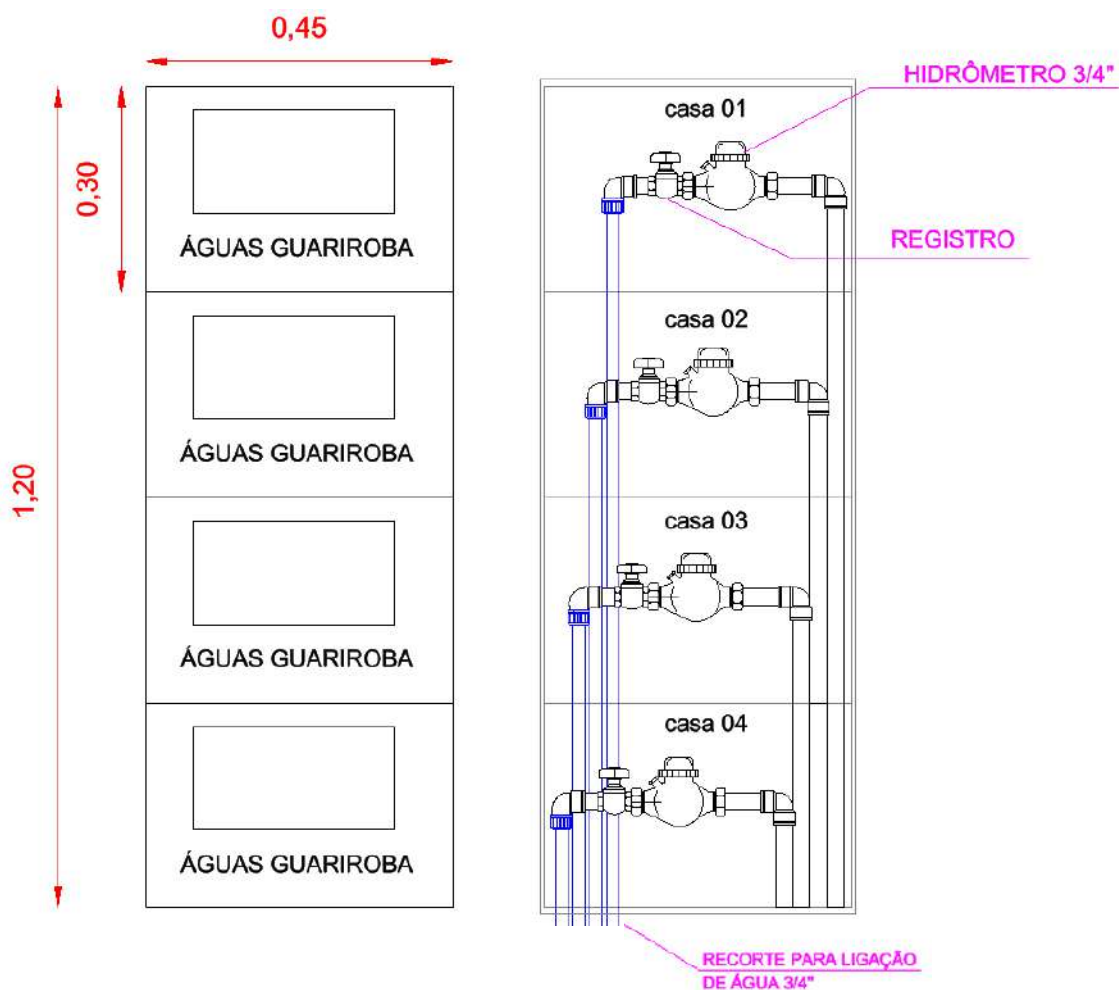 0,45
HIDRÔMETRO 3/4"
casa 01
0,30
REGISTRO
ÁGUAS GUARIROBA
casa 02
ÁGUAS GUARIROBA
1,20
casa 03
ÁGUAS GUARIROBA
casa 04
ÁGUAS GUARIROBA
RECORTE PARA LIGAÇÃO
DE ÁGUA 3/4"